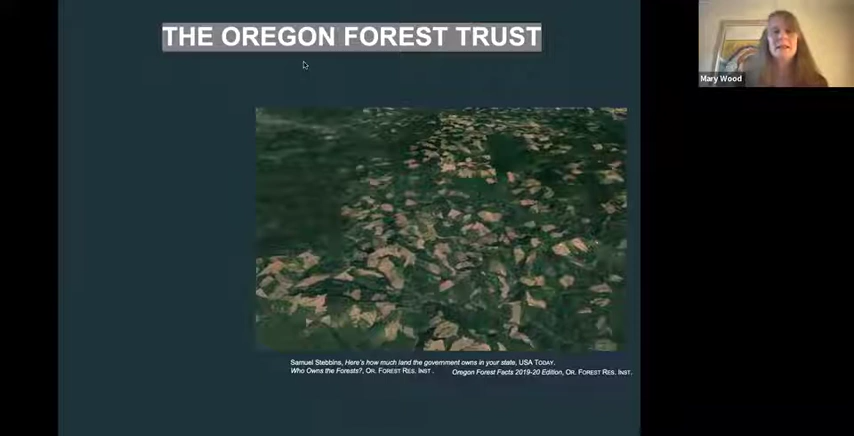 THE OREGON FOREST TRUST
Mary Wood
Samuel Stebbins, Here's how much land the government owns in your state, USA TODAY.
Who Owns the Forests?, OR. FOREST RES. INST .
Oregon Forest Facts 2019-20 Edition, OR. FOREST RES. INST.